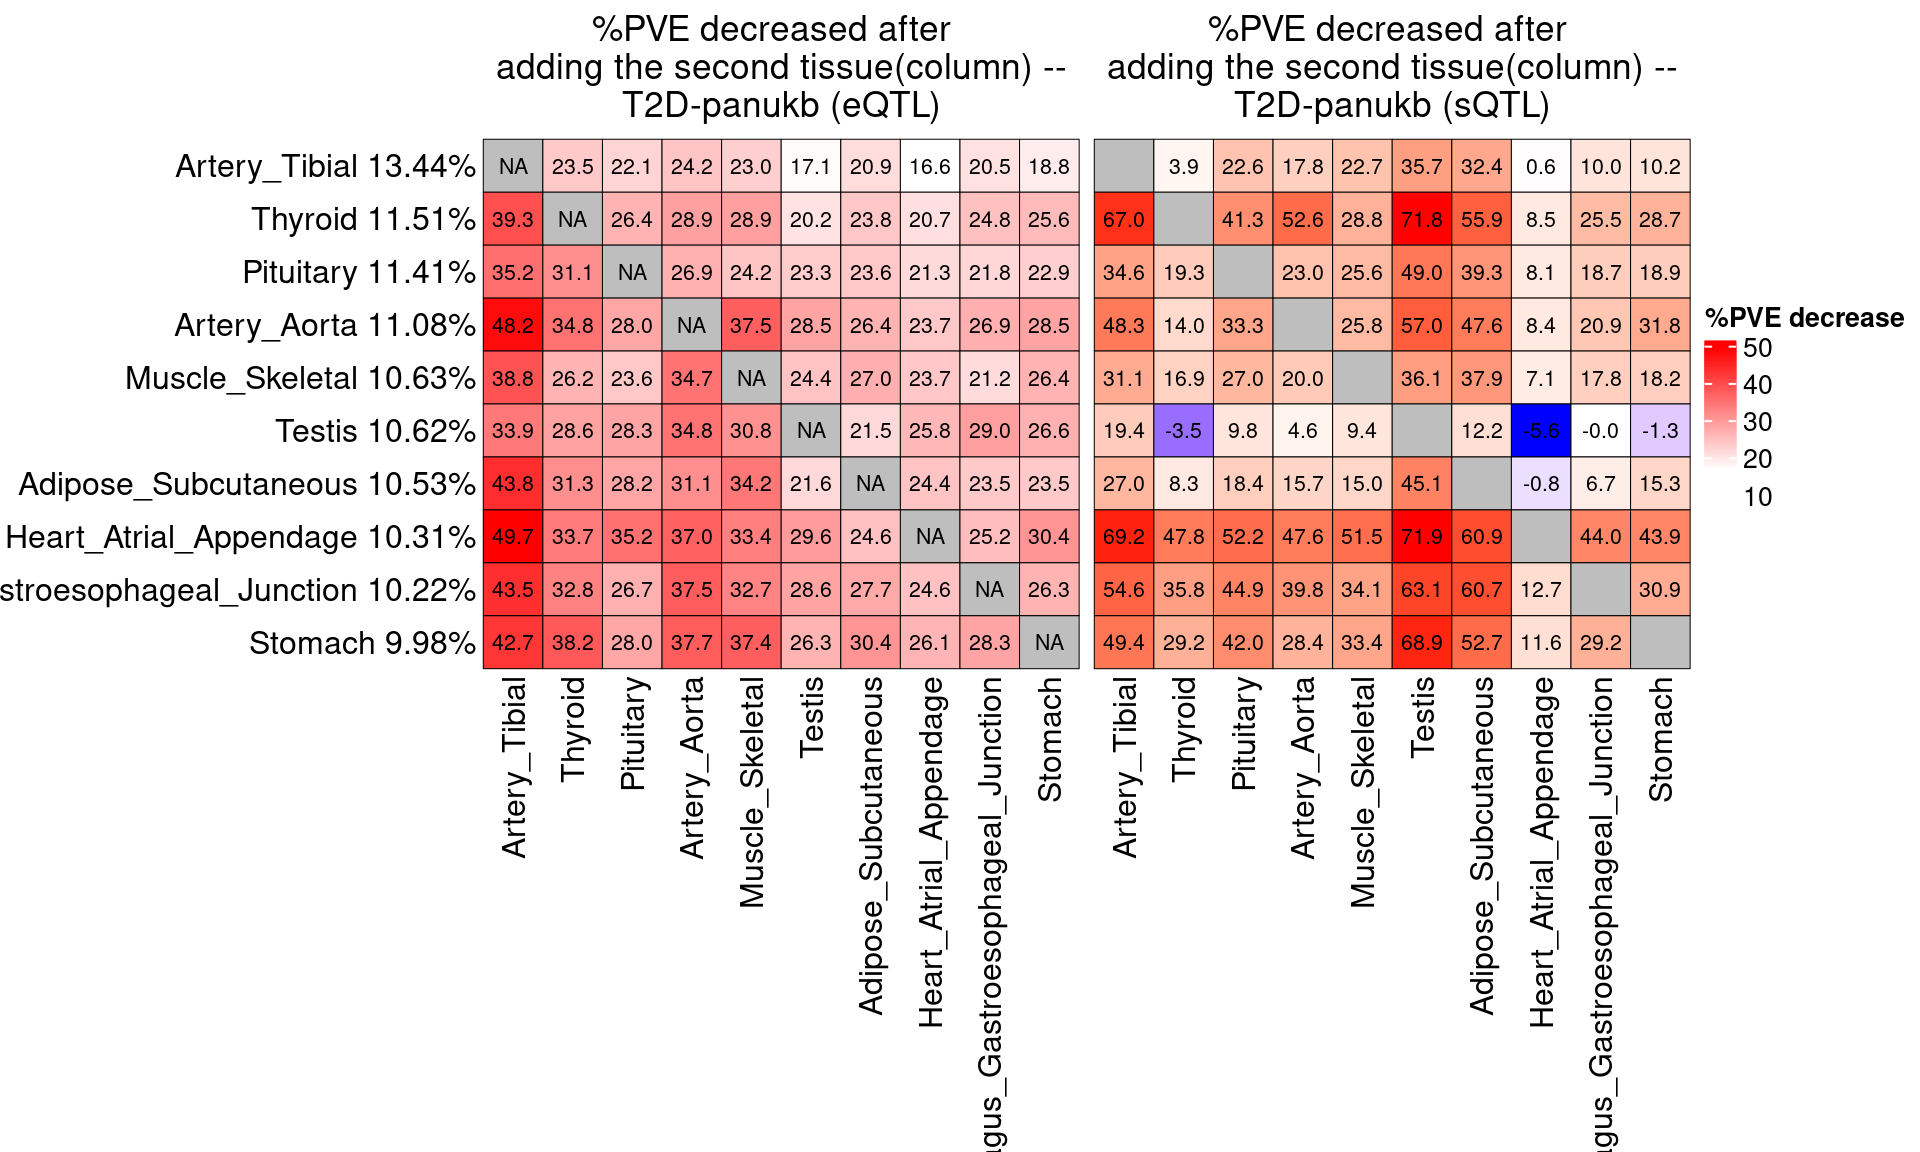 %PVE decreased after
adding the second tissue(column) --
T2D-panukb (eQTL)
%PVE decreased after
adding the second tissue(column) --
T2D-panukb (sQTL)
Artery_Tibial 13.44% NA 23.5 22.1 24.2 23.0 17.1 20.9 16.6 20.5 18.8 3.9 22.6 17.8 22.7 35.7 32.4 0.6 10.0 10.2
Thyroid 11.51% 39.3 NA 26.4 28.9 28.9 20.2 23.8 20.7 24.8 25.6 67.0 41.3 52.6 28.8 71.8 55.9 8.5 25.5 28.7
Pituitary 11.41% 35.2 31.1 NA 26.9 24.2 23.3 23.6 21.3 21.8 22.9 34.6 19.3 23.0 25.6 49.0 39.3 8.1 18.7 18.9
Artery_Aorta 11.08% 48.2 34.8 28.0 NA 37.5 28.5 26.4 23.7 26.9 28.5 48.3 14.0 33.3 25.8 57.0 47.6 8.4 20.9 31.8
Muscle_Skeletal 10.63% 38.8 26.2 23.6 34.7 NA 24.4 27.0 23.7 21.2 26.4 31.1 16.9 27.0 20.0 36.1 37.9 7.1 17.8 18.2
Testis 10.62% 33.9 28.6 28.3 34.8 30.8 NA 21.5 25.8 29.0 26.6 19.4 -3.5 9.8 4.6 9.4 12.2 -5.6 -0.0 -1.3
Adipose_Subcutaneous 10.53% 43.8 31.3 28.2 31.1 34.2 21.6 NA 24.4 23.5 23.5 27.0 8.3 18.4 15.7 15.0 45.1 -0.8 6.7 15.3
Heart_Atrial_Appendage 10.31% 49.7 33.7 35.2 37.0 33.4 29.6 24.6 NA 25.2 30.4 69.2 47.8 52.2 47.6 51.5 71.9 60.9 44.0 43.9
stroesophageal_Junction 10.22% 43.5 32.8 26.7 37.5 32.7 28.6 27.7 24.6 NA 26.3 54.6 35.8 44.9 39.8 34.1 63.1 60.7 12.7 30.9
Stomach 9.98% 42.7 38.2 28.0 37.7 37.4 26.3 30.4 26.1 28.3 NA 49.4 29.2 42.0 28.4 33.4 68.9 52.7 11.6 29.2
Artery_Tibial
Thyroid
Pituitary
Artery_Aorta
Muscle_Skeletal
Testis
Adipose_Subcutaneous
Heart_Atrial_Appendage
agus_Gastroesophageal_Junction
Stomach
Artery_Tibial
Thyroid
Pituitary
Artery_Aorta
Muscle_Skeletal
Testis
Adipose_Subcutaneous
Heart_Atrial_Appendage
agus_Gastroesophageal_Junction
Stomach
%PVE decrease
50
40
30
20
10